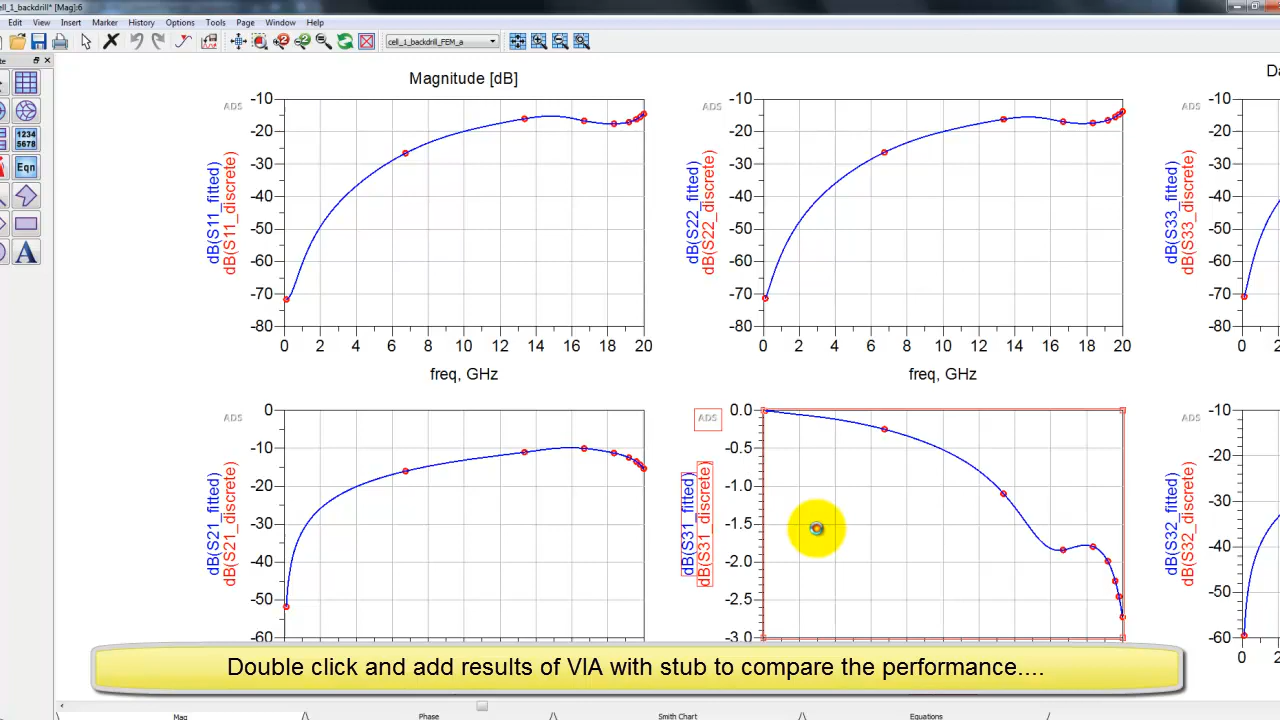 cell_1_backdrill* [Mag]:6
Edit View Insert Marker History Options Tools Page Window Help
cell_1_backdrill_FEM_a
Magnitude [dB]
ADS
dB(S11_fitted)
dB(S11_discrete)
-10
-20
-30
-40
-50
-60
-70
-80
0 2 4 6 8 10 12 14 16 18 20
freq, GHz
ADS
dB(S22_fitted)
dB(S22_discrete)
-10
-20
-30
-40
-50
-60
-70
-80
0 2 4 6 8 10 12 14 16 18 20
freq, GHz
ADS
dB(S33_fitted)
dB(S33_discrete)
-10
-20
-30
-40
-50
-60
-70
-80
0
ADS
dB(S21_fitted)
dB(S21_discrete)
0
-10
-20
-30
-40
-50
-60
ADS
dB(S31_fitted)
dB(S31_discrete)
0.0
-0.5
-1.0
-1.5
-2.0
-2.5
-3.0
ADS
dB(S32_fitted)
dB(S32_discrete)
-10
-20
-30
-40
-50
-60
0
1234
5678
Eqn
A
Double click and add results of VIA with stub to compare the performance....
Mag Phase Smith Chart Equations